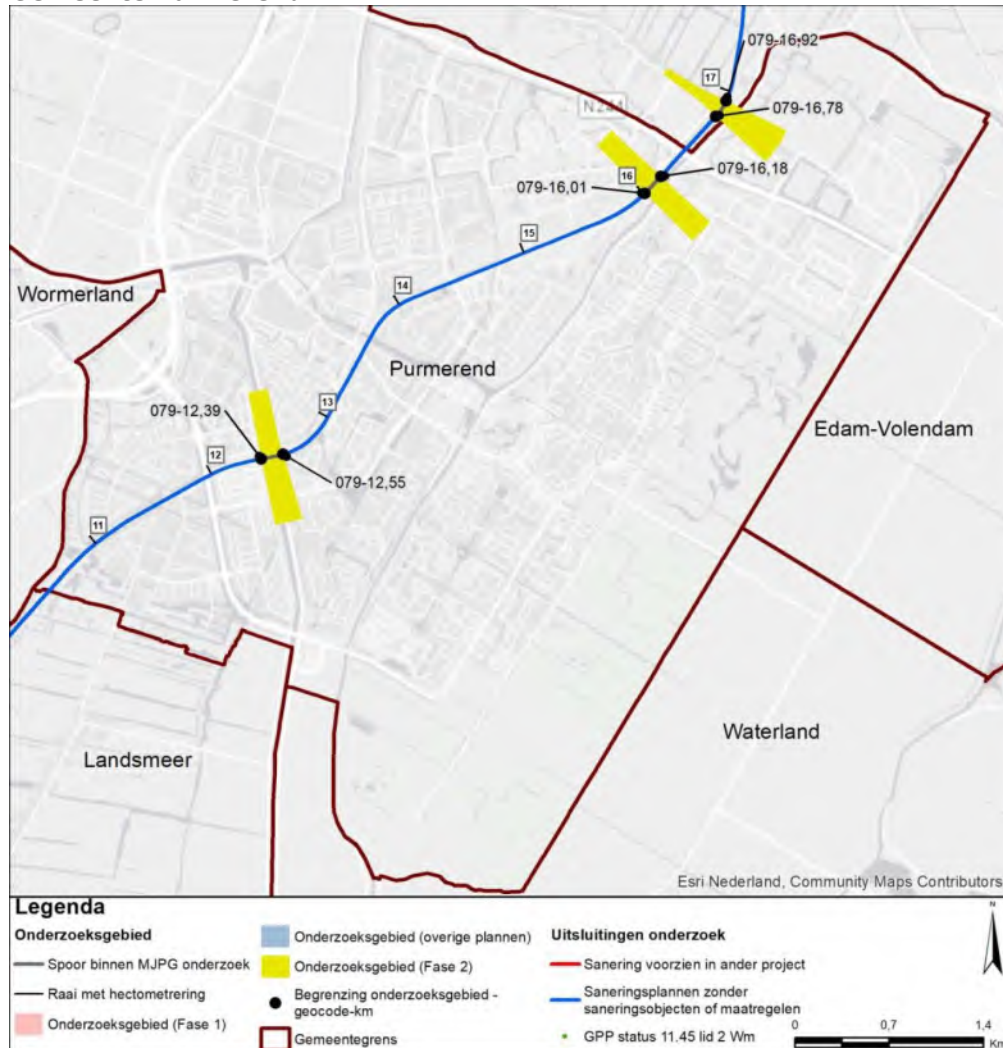 079-16,92
17
079-16,78
N244
079-16,18
16
079-16,01
15
14
Wormerland
Purmerend
13
079-12,39
Edam-Volendam
12
079-12,55
11
Waterland
Landsmeer
Esri Nederland, Community Maps Contributors
Legenda
Onderzoeksgebied
Spoor binnen MJPG onderzoek
Raai met hectometrering
Onderzoeksgebied (Fase 1)
Onderzoeksgebied (overige plannen)
Onderzoeksgebied (Fase 2)
Begrenzing onderzoeksgebied -
geocode-km
Gemeentegrens
Uitsluitingen onderzoek
Sanering voorzien in ander project
Saneringsplannen zonder
saneringsobjecten of maatregelen
GPP status 11.45 lid 2 Wm
N
0 0,7 1,4
Km